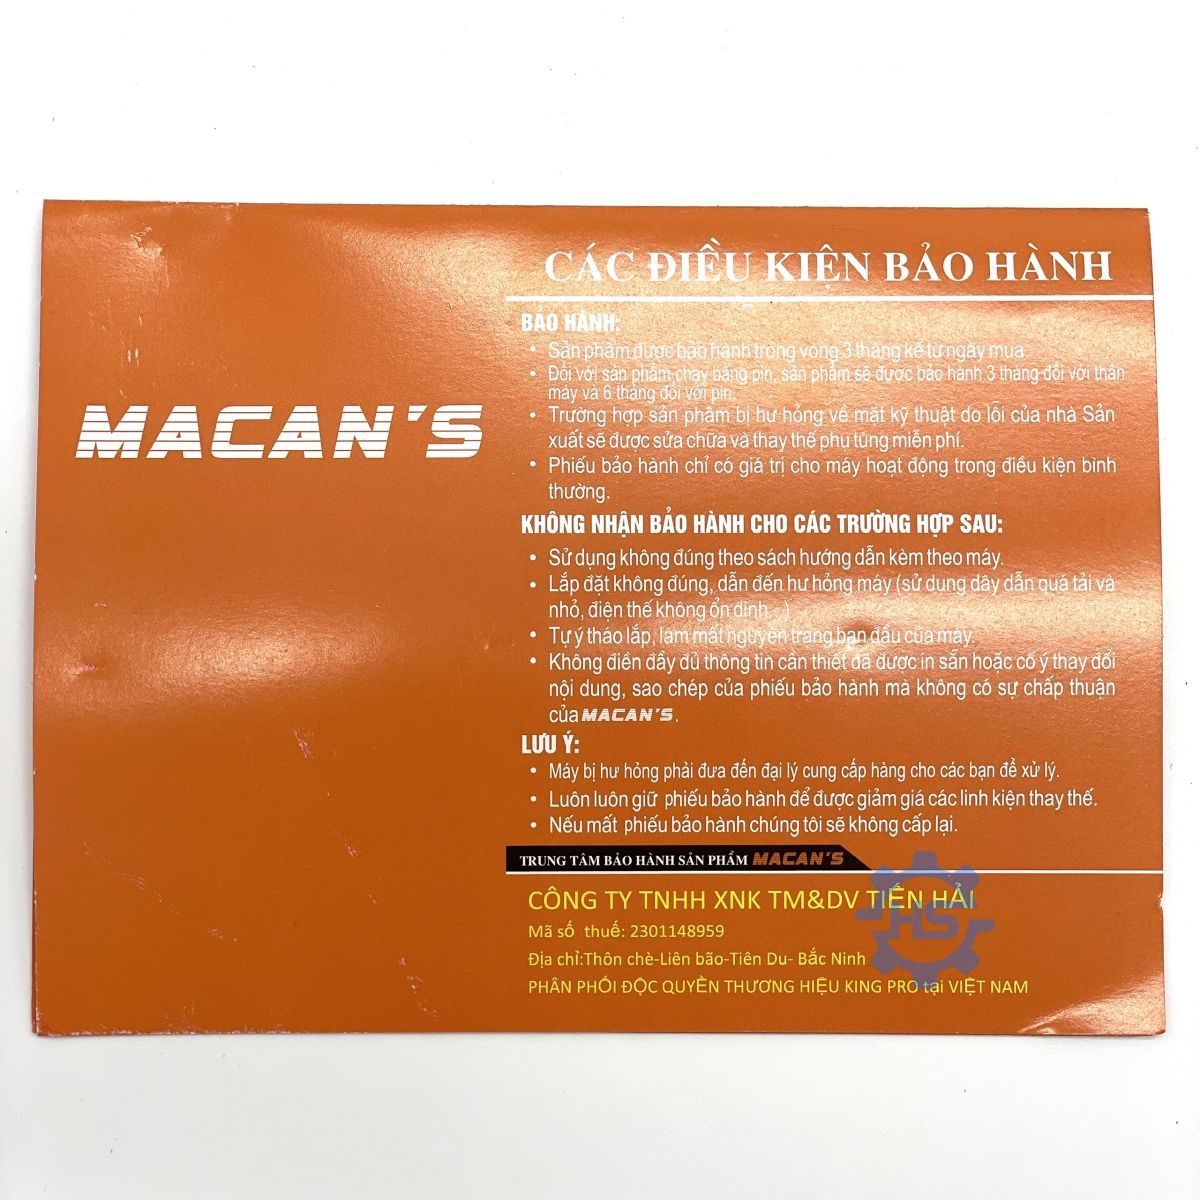 MACAN'S
CÁC ĐIỀU KIỆN BẢO HÀNH
BẢO HÀNH:
• Sản phẩm được bảo hành trong vòng 3 tháng kể từ ngày mua.
• Đối với sản phẩm chạy bằng pin, sản phẩm sẽ được bảo hành 3 tháng đối với thân
máy và 6 tháng đối với pin.
• Trường hợp sản phẩm bị hư hỏng về mặt kỹ thuật do lỗi của nhà Sản
xuất sẽ được sửa chữa và thay thế phụ tùng miễn phí.
• Phiếu bảo hành chỉ có giá trị cho máy hoạt động trong điều kiện bình
thường.
KHÔNG NHẬN BẢO HÀNH CHO CÁC TRƯỜNG HỢP SAU:
• Sử dụng không đúng theo sách hướng dẫn kèm theo máy.
• Lắp đặt không đúng, dẫn đến hư hỏng máy (sử dụng dây dẫn quá tải và
nhỏ, điện thế không ổn định...)
• Tự ý tháo lắp, làm mất nguyên trạng ban đầu của máy.
• Không điền đầy đủ thông tin cần thiết đã được in sẵn hoặc cố ý thay đổi
nội dung, sao chép của phiếu bảo hành mà không có sự chấp thuận
của MACAN'S.
LƯU Ý:
• Máy bị hư hỏng phải đưa đến đại lý cung cấp hàng cho các bạn để xử lý.
• Luôn luôn giữ phiếu bảo hành để được giảm giá các linh kiện thay thế.
• Nếu mất phiếu bảo hành chúng tôi sẽ không cấp lại.
TRUNG TÂM BẢO HÀNH SẢN PHẨM MACAN'S
CÔNG TY TNHH XNK TM&DV TIẾN HẢI
Mã số thuế: 2301148959
Địa chỉ:Thôn chè-Liên bão-Tiên Du- Bắc Ninh
PHÂN PHỐI ĐỘC QUYỀN THƯƠNG HIỆU KING PRO tại VIỆT NAM
HS